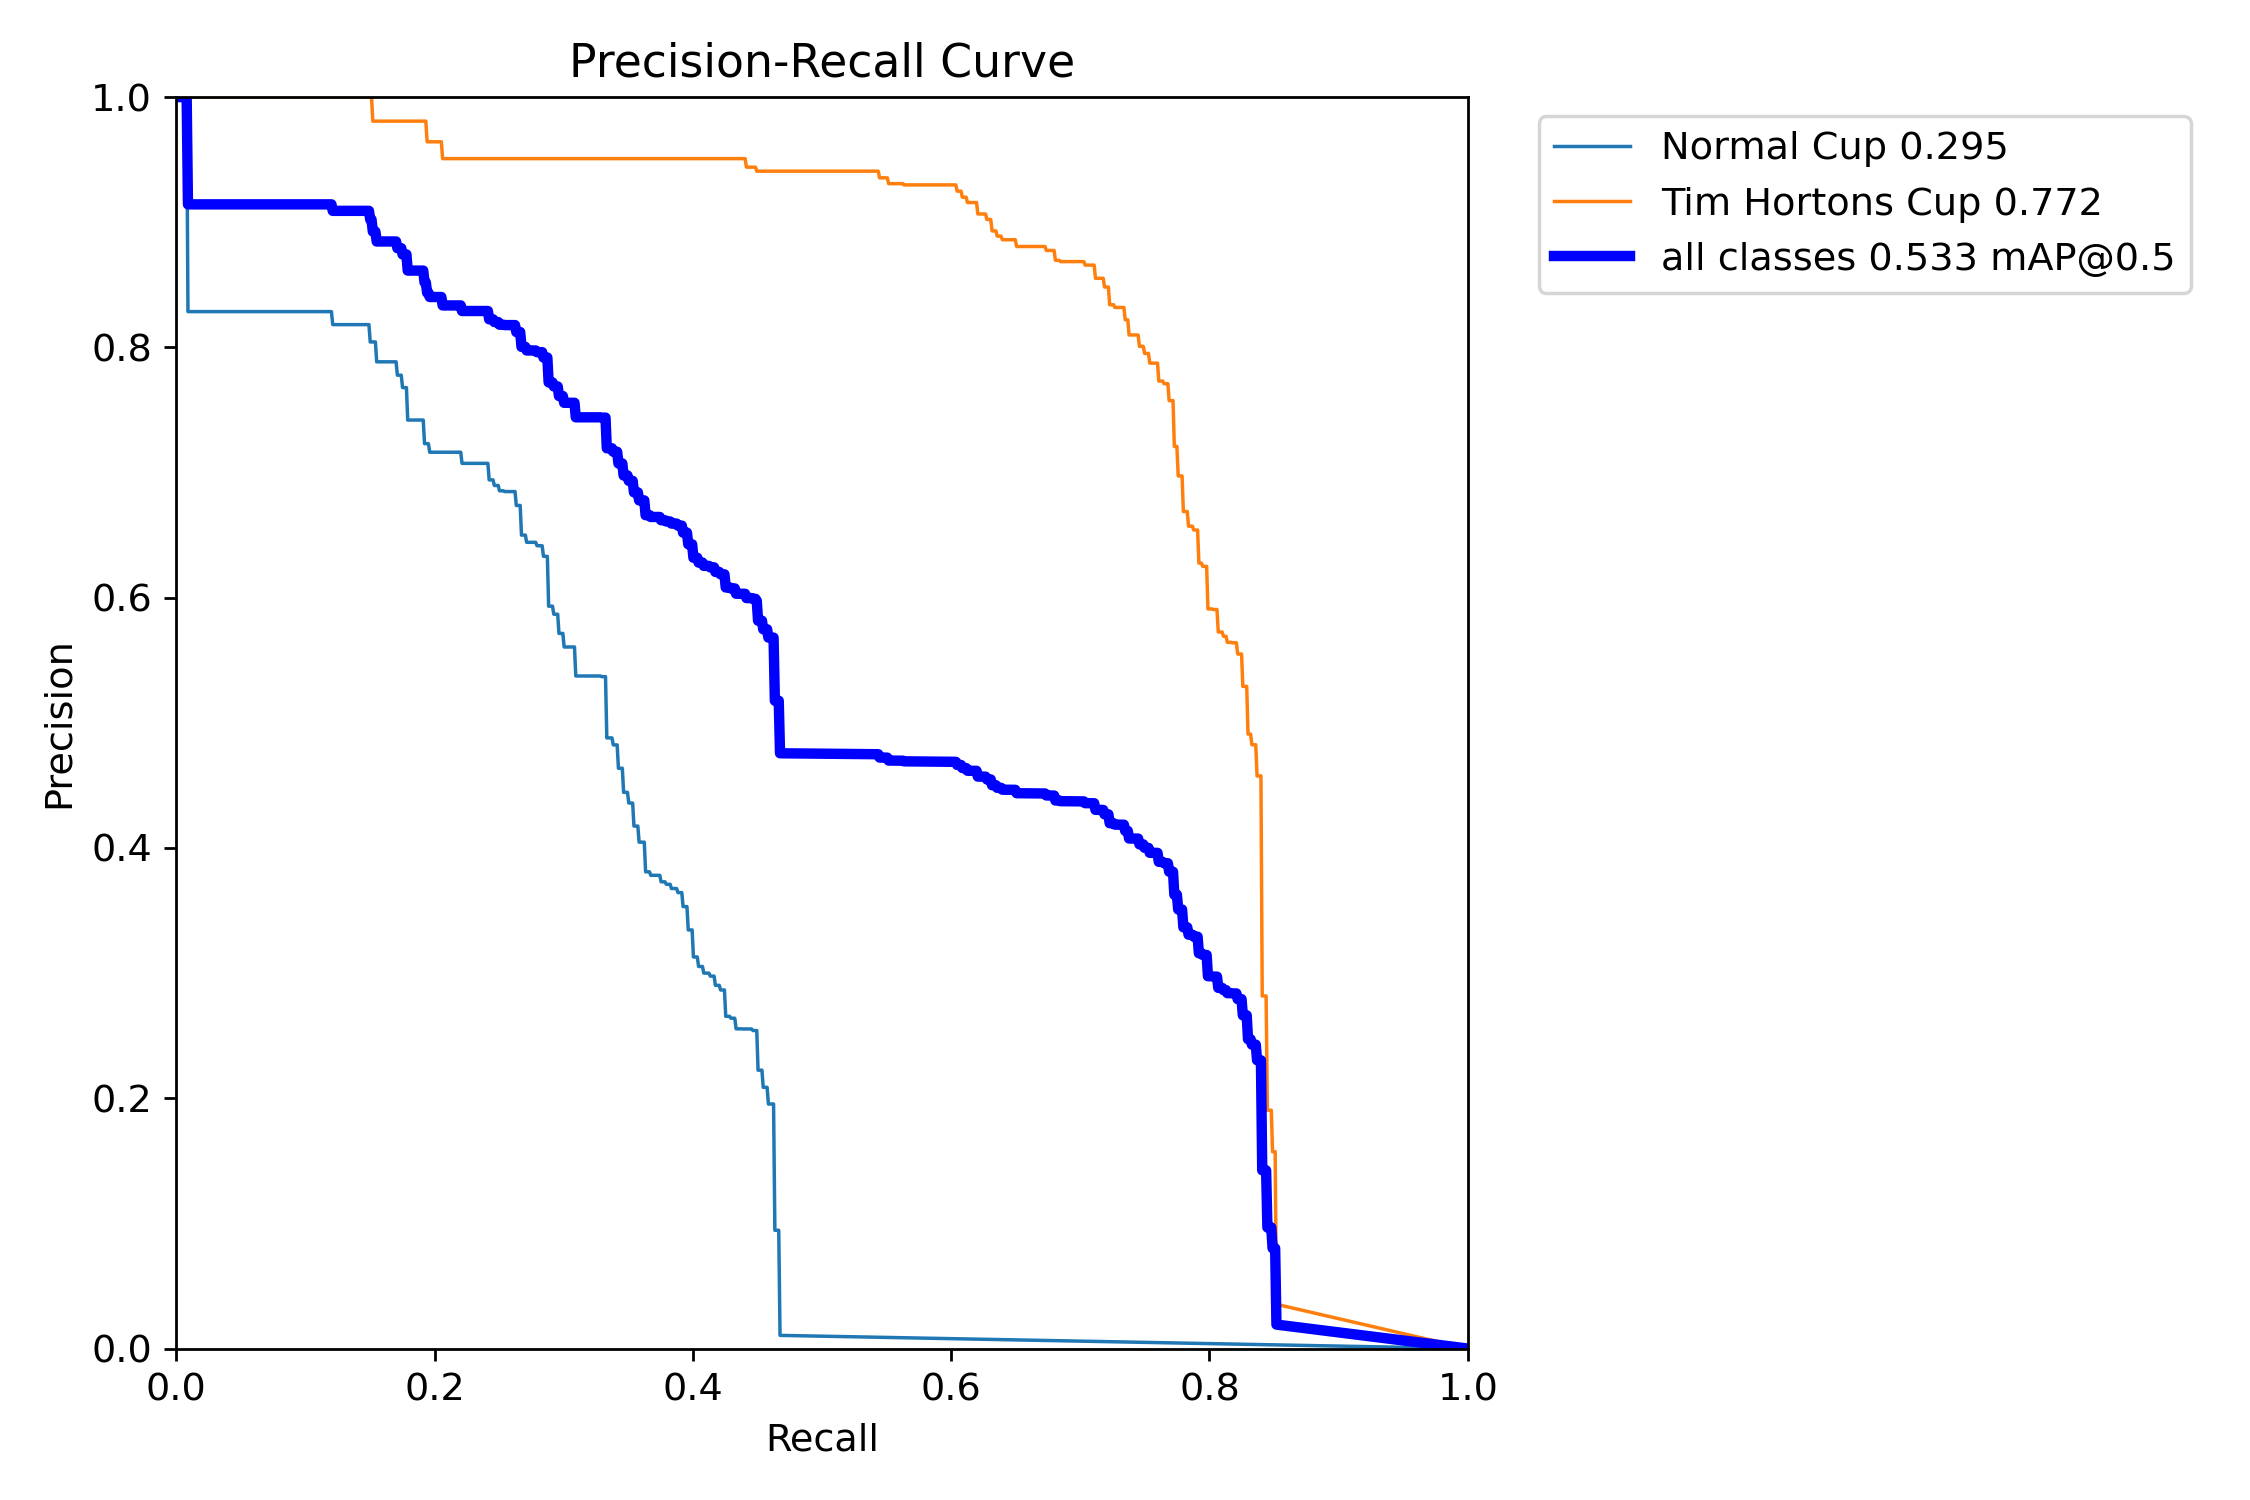 Precision-Recall Curve
Normal Cup 0.295
Tim Hortons Cup 0.772
all classes 0.533 mAP@0.5
Precision
1.0
0.8
0.6
0.4
0.2
0.0
0.0 0.2 0.4 0.6 0.8 1.0
Recall